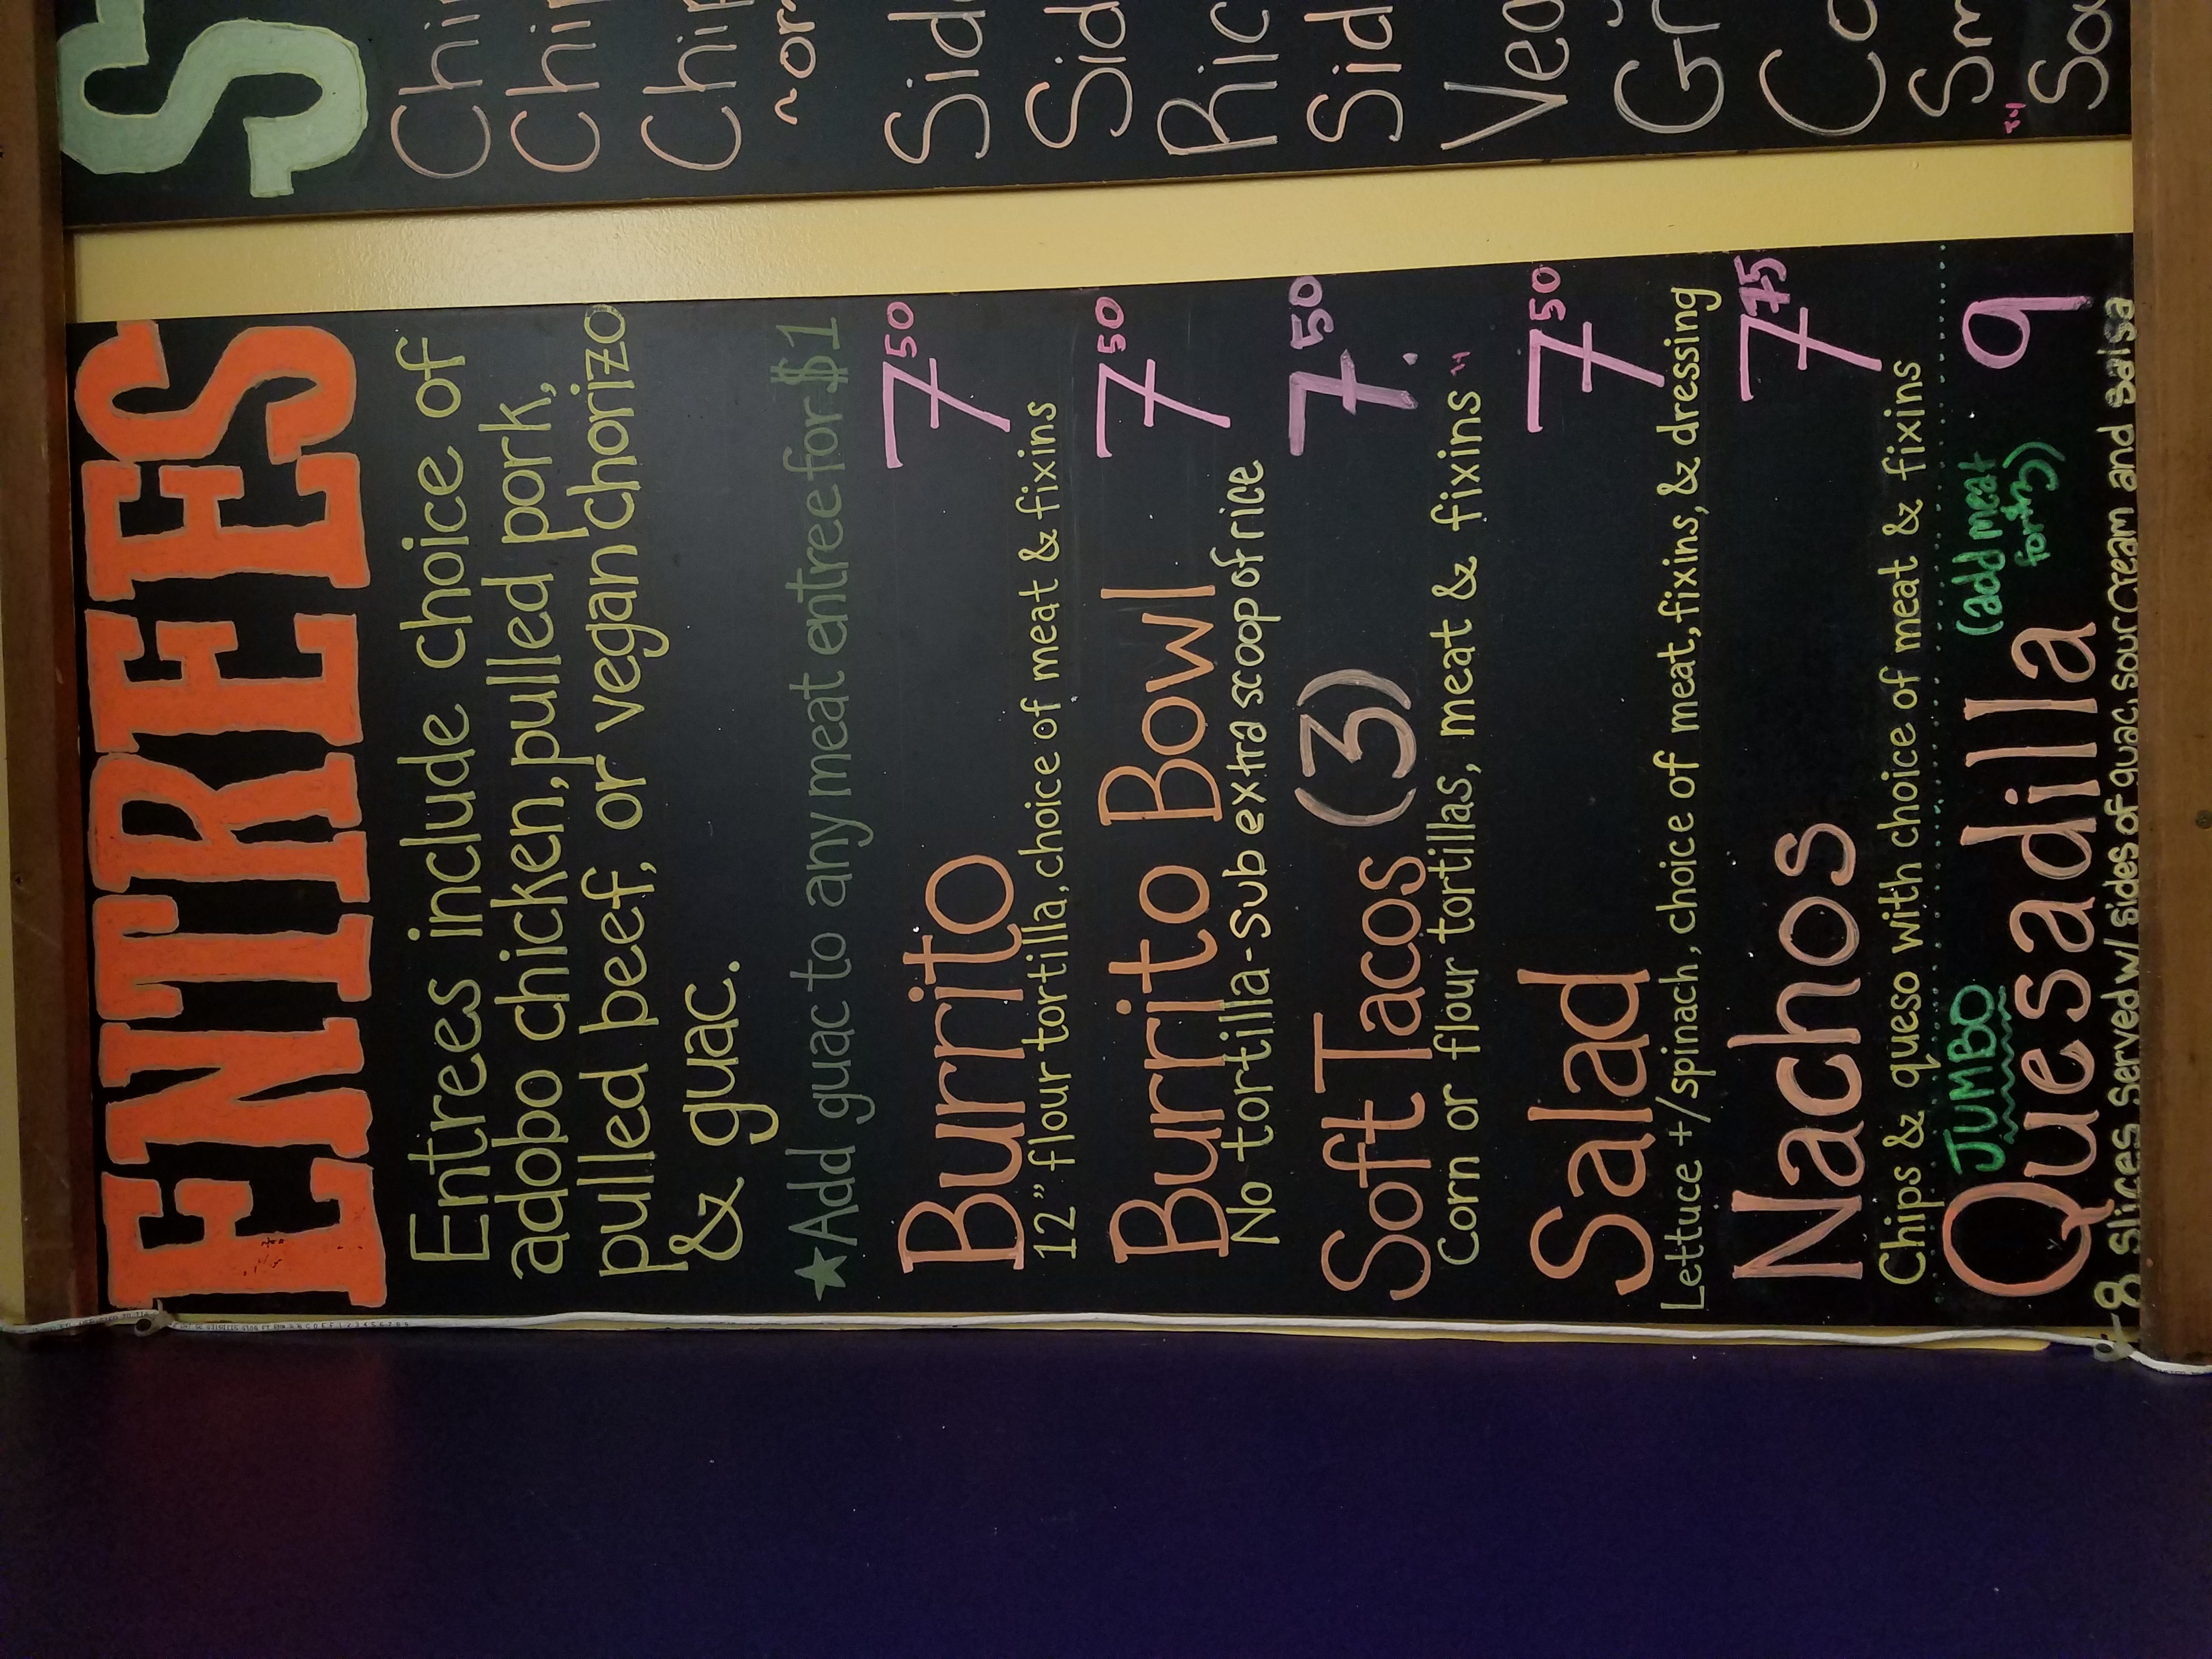 ENTREES
Entrees include choice of
adobo chicken, pulled pork,
pulled beef, or vegan chorizo
& guac.
★Add guac to any meat entree for $1
Burrito 7 50
12" flour tortilla, choice of meat & fixins
Burrito Bowl 7 50
No tortilla-sub extra scoop of rice
Soft Tacos (3) 7. 50
Corn or flour tortillas, meat & fixins
Salad 7 50
Lettuce +/spinach, choice of meat, fixins, & dressing
Nachos 7 75
Chips & queso with choice of meat & fixins
JUMBO
Quesadilla (add meat for $3) 9
8 slices served w/ sides of guac, sour cream and salsa
S
Chi
Chip
Chip
~or
Sid
Sid
Ric
Sid
Veg
Gr
Co
Sm
Sou